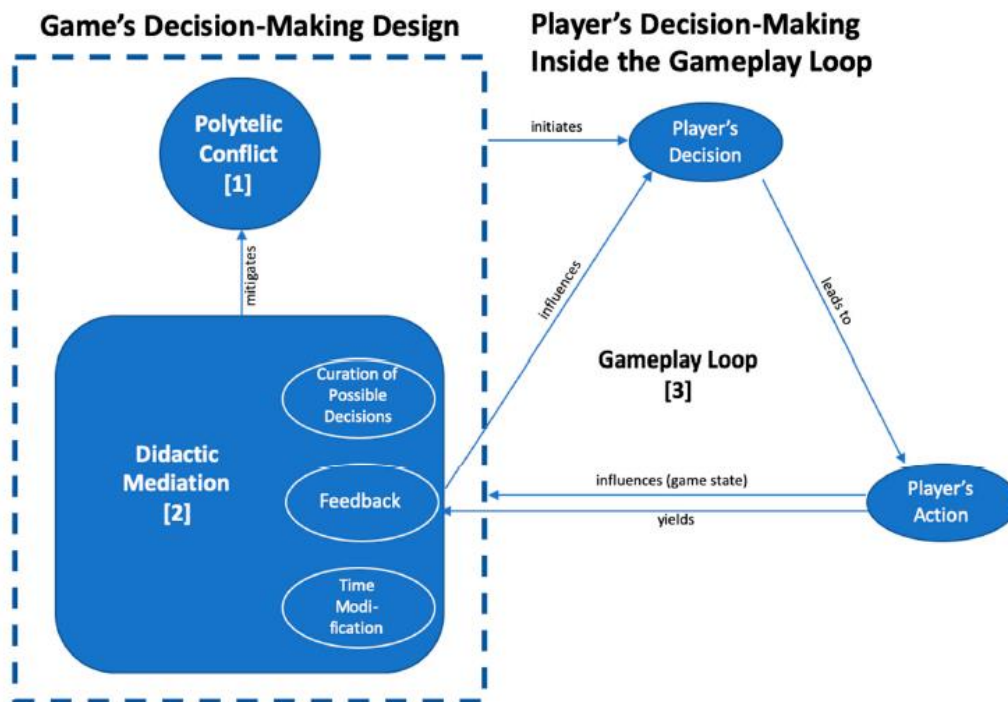 Game's Decision-Making Design
Player's Decision-Making
Inside the Gameplay Loop
Polytelic
Conflict
[1]
initiates
Player's
Decision
mitigates
influences
leads to
Gameplay Loop
[3]
Curation of
Possible
Decisions
Didactic
Mediation
[2]
Feedback
influences (game state)
yields
Player's
Action
Time
Modi-
fication